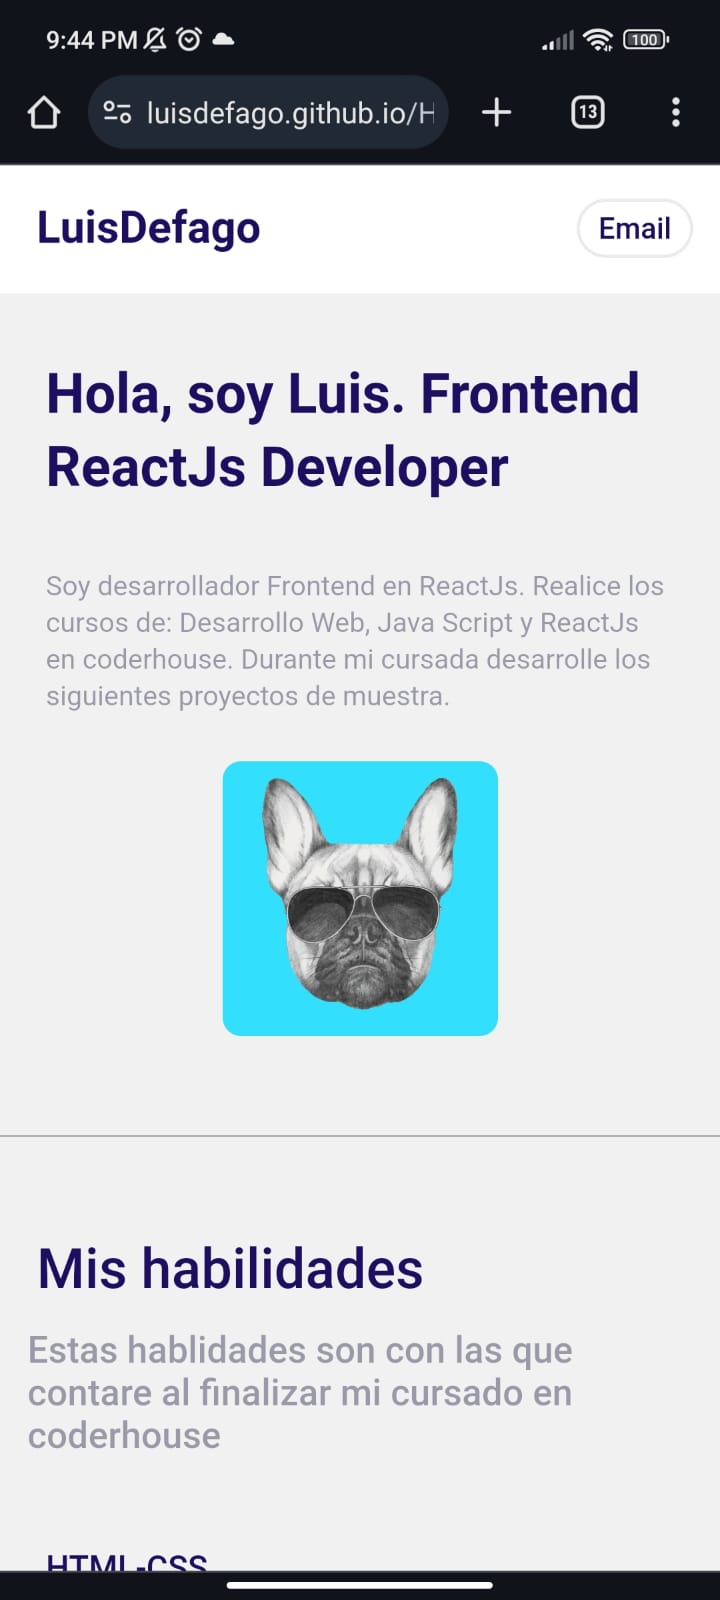 9:44 PM
100
luisdefago.github.io/H
13
LuisDefago
Email
Hola, soy Luis. Frontend
ReactJs Developer
Soy desarrollador Frontend en ReactJs. Realice los
cursos de: Desarrollo Web, Java Script y ReactJs
en coderhouse. Durante mi cursada desarrolle los
siguientes proyectos de muestra.
Mis habilidades
Estas hablidades son con las que
contare al finalizar mi cursado en
coderhouse
HTML-CSS